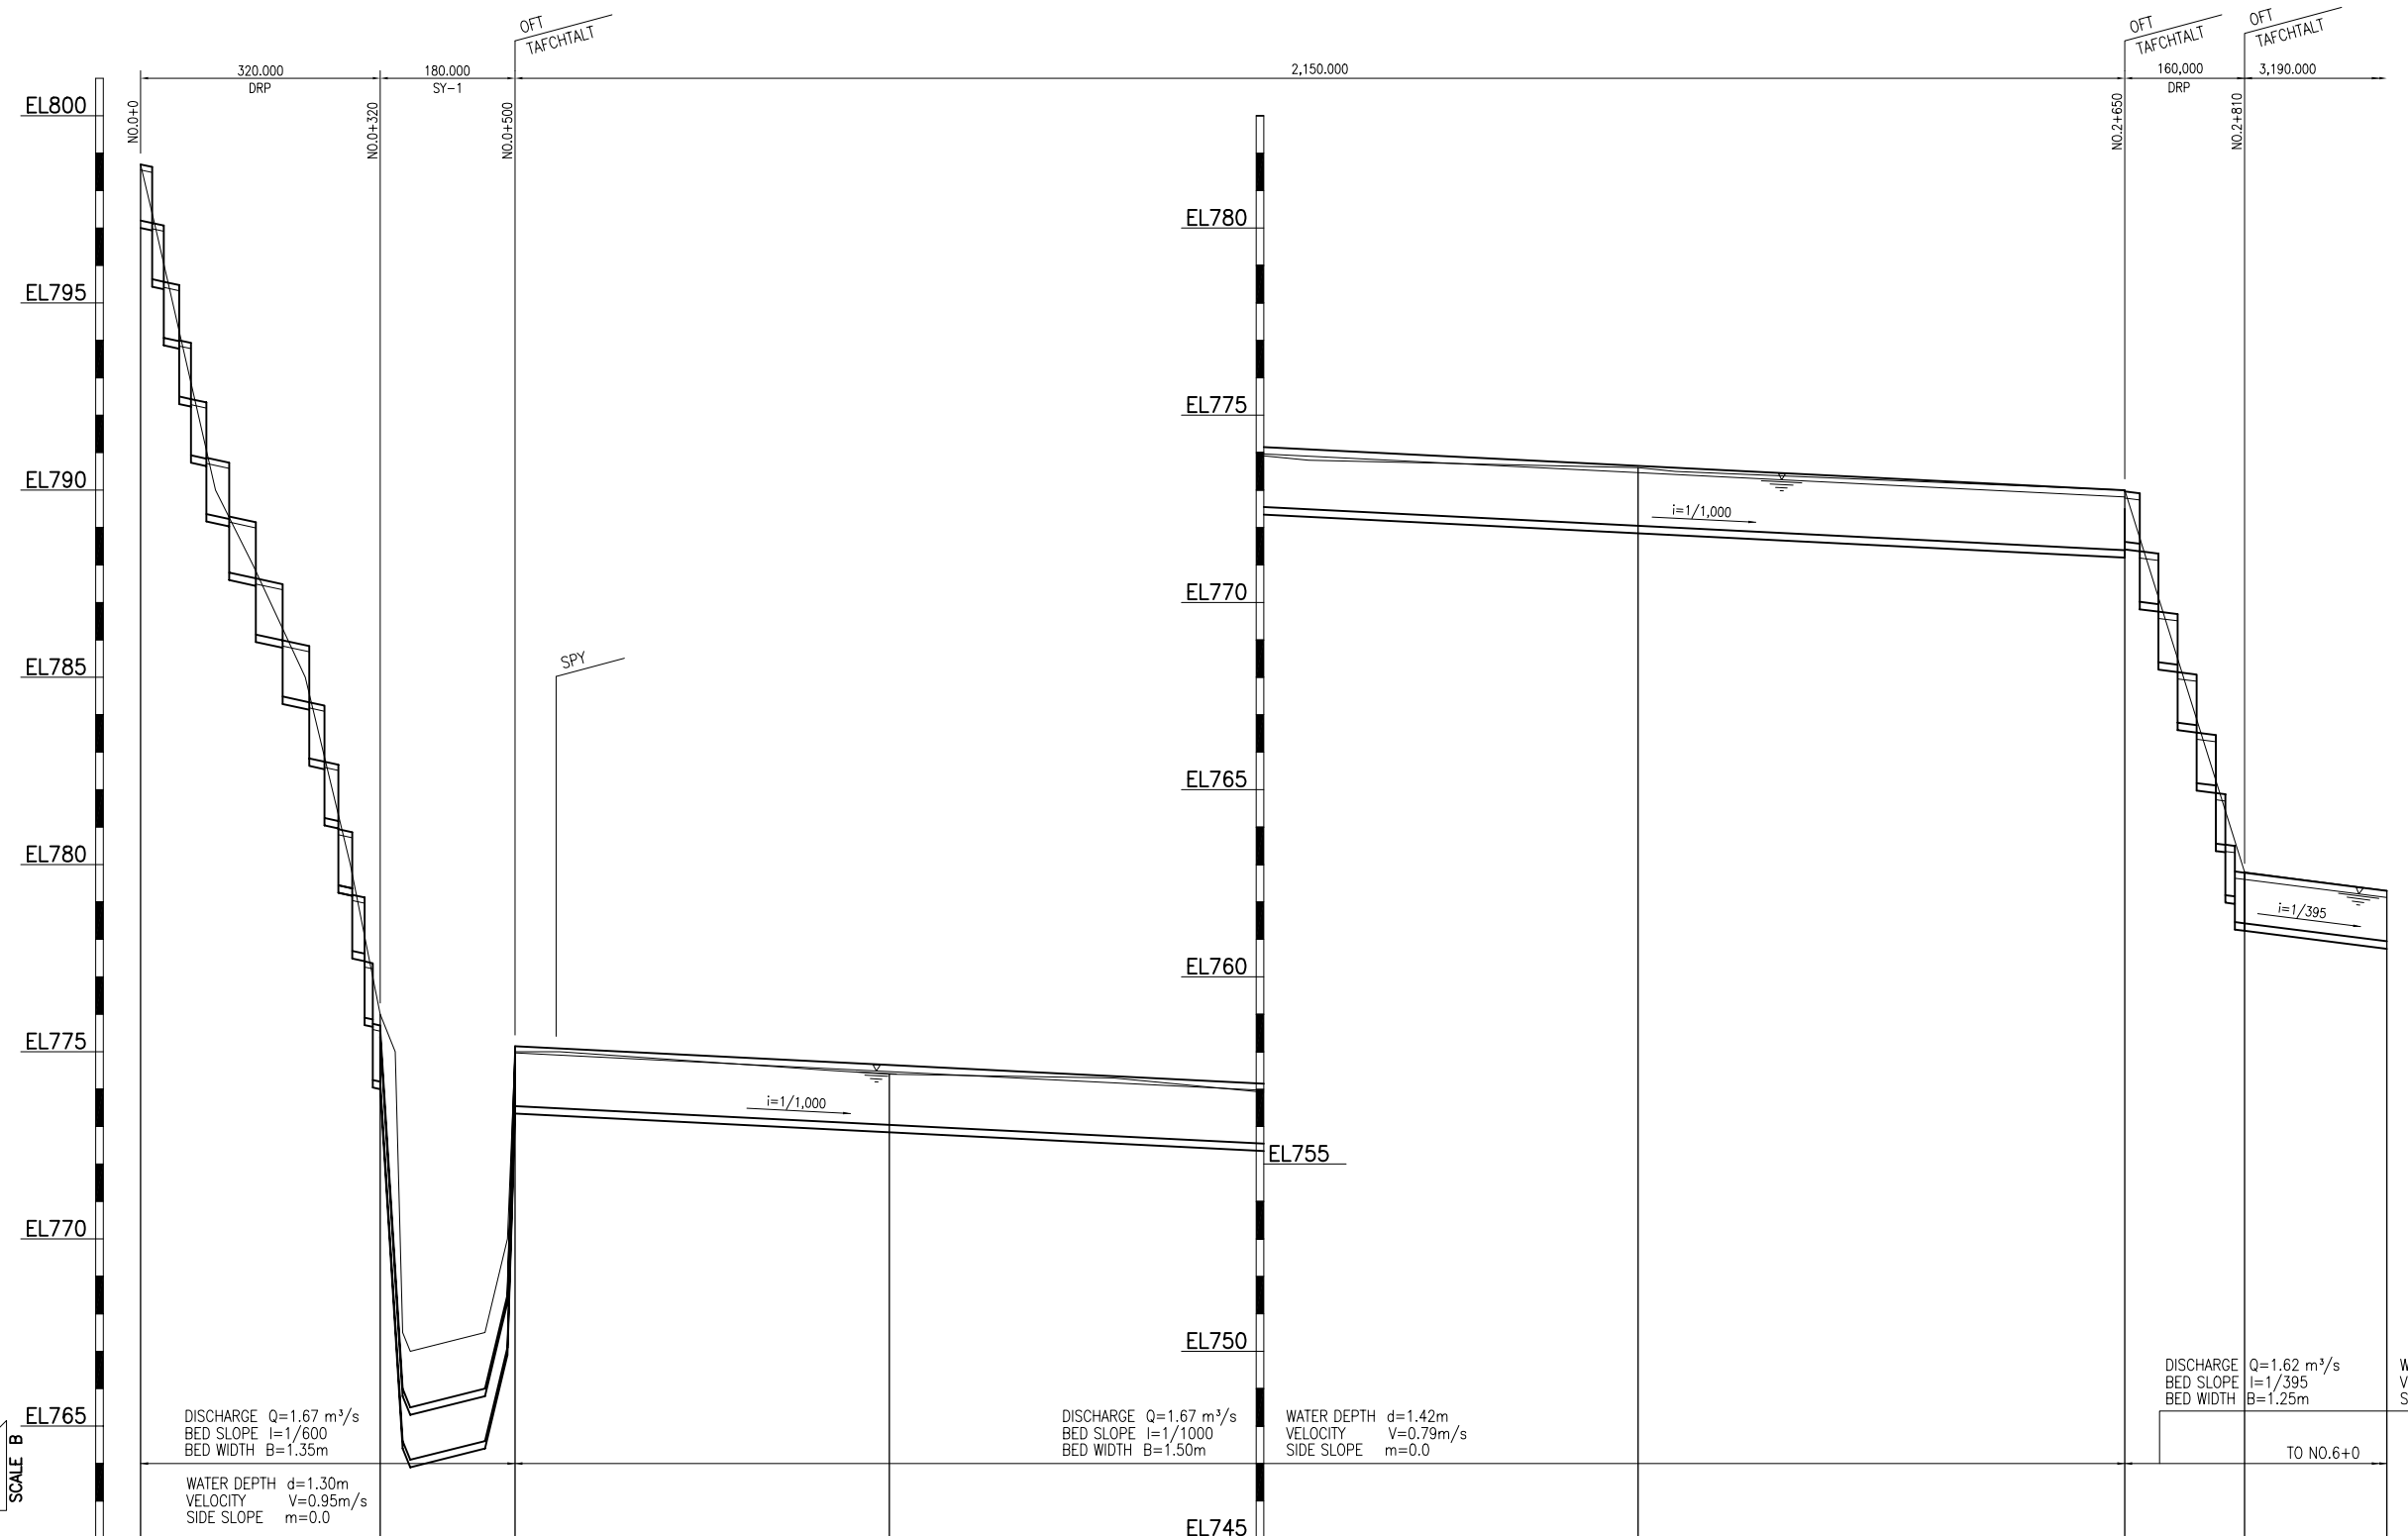 OFT
TAFCHTALT
OFT
TAFCHTALT
OFT
TAFCHTALT
320.000
DRP
180.000
SY-1
2,150.000
160,000
DRP
3,190.000
NO.0+0
NO.0+320
NO.0+500
NO.2+650
NO.2+810
EL800
EL795
EL790
EL785
EL780
EL775
EL770
EL765
EL780
EL775
EL770
EL765
EL760
EL755
EL750
EL745
SPY
i=1/1,000
i=1/1,000
i=1/395
DISCHARGE Q=1.67 m³/s
BED SLOPE I=1/600
BED WIDTH B=1.35m
WATER DEPTH d=1.30m
VELOCITY V=0.95m/s
SIDE SLOPE m=0.0
DISCHARGE Q=1.67 m³/s
BED SLOPE I=1/1000
BED WIDTH B=1.50m
WATER DEPTH d=1.42m
VELOCITY V=0.79m/s
SIDE SLOPE m=0.0
DISCHARGE Q=1.62 m³/s
BED SLOPE I=1/395
BED WIDTH B=1.25m
W
V
S
TO NO.6+0
SCALE B